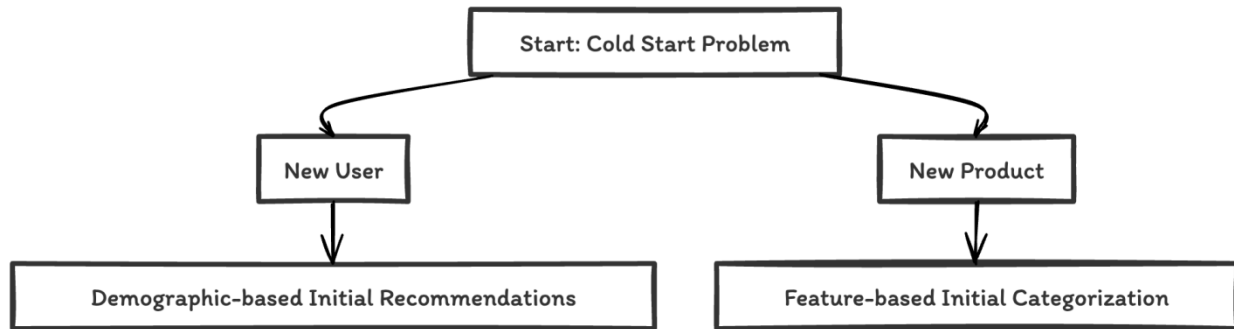 Start: Cold Start Problem
New User
New Product
Demographic-based Initial Recommendations
Feature-based Initial Categorization